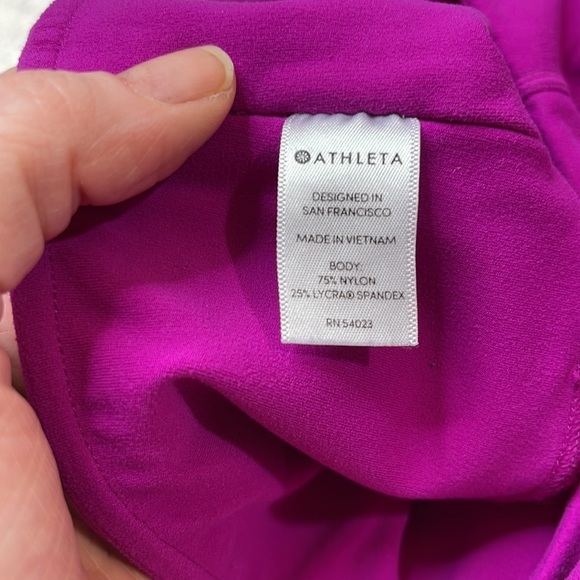 ATHLETA
DESIGNED IN
SAN FRANCISCO
MADE IN VIETNAM
BODY:
75% NYLON
25% LYCRA® SPANDEX
RN 54023